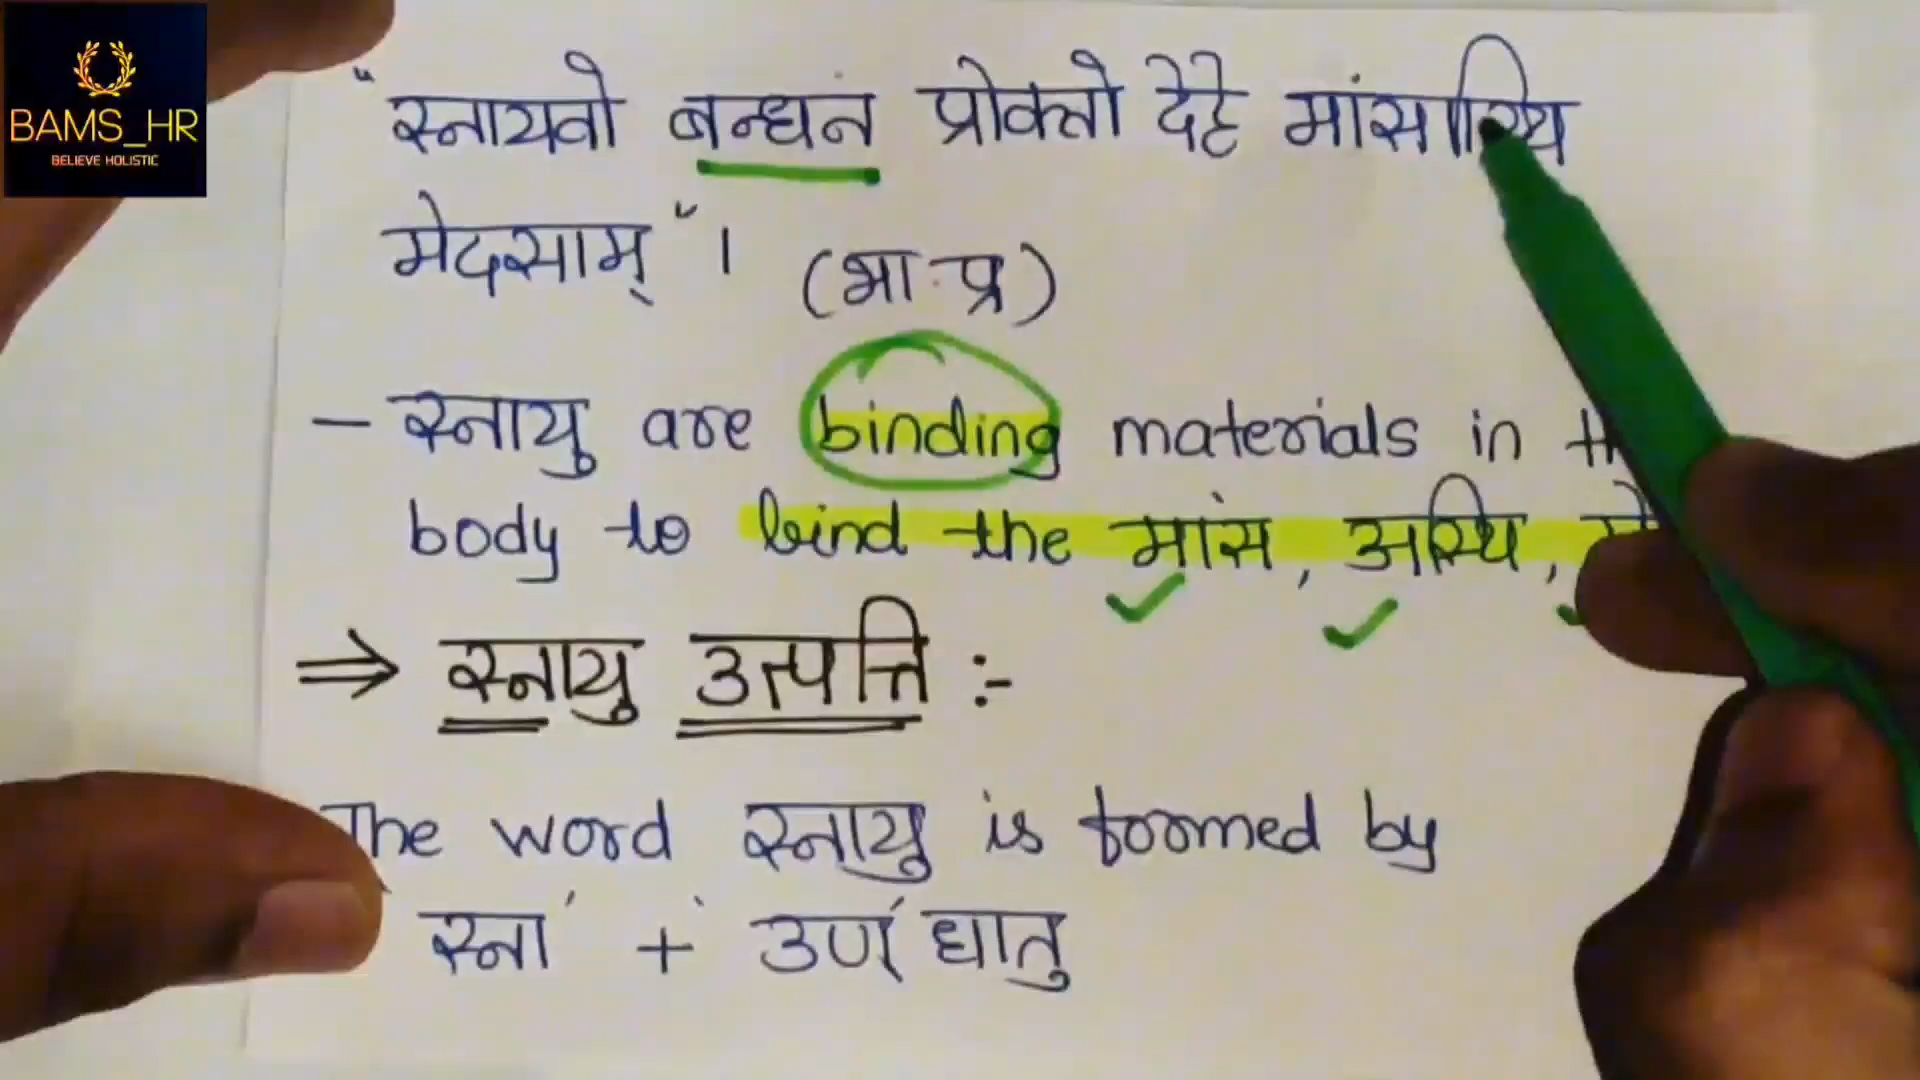 BAMS_HR
BELIEVE HOLISTIC
"स्नायवो बन्धनं प्रोक्तो देहे मांसास्थि
मेदसाम्"।
(भा.प्र)
- स्नायु are binding materials in
body to bind the मांस, अस्थि,
⇒ स्नायु उत्पत्ति :-
The word स्नायु is formed by
स्ना' + उण् धातु